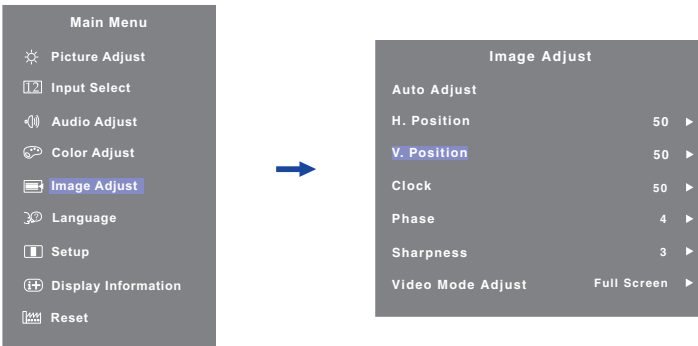 Main Menu
Picture Adjust
12 Input Select
Audio Adjust
Color Adjust
Image Adjust
Language
Setup
Display Information
Reset
Image Adjust
Auto Adjust
H. Position 50
V. Position 50
Clock 50
Phase 4
Sharpness 3
Video Mode Adjust Full Screen